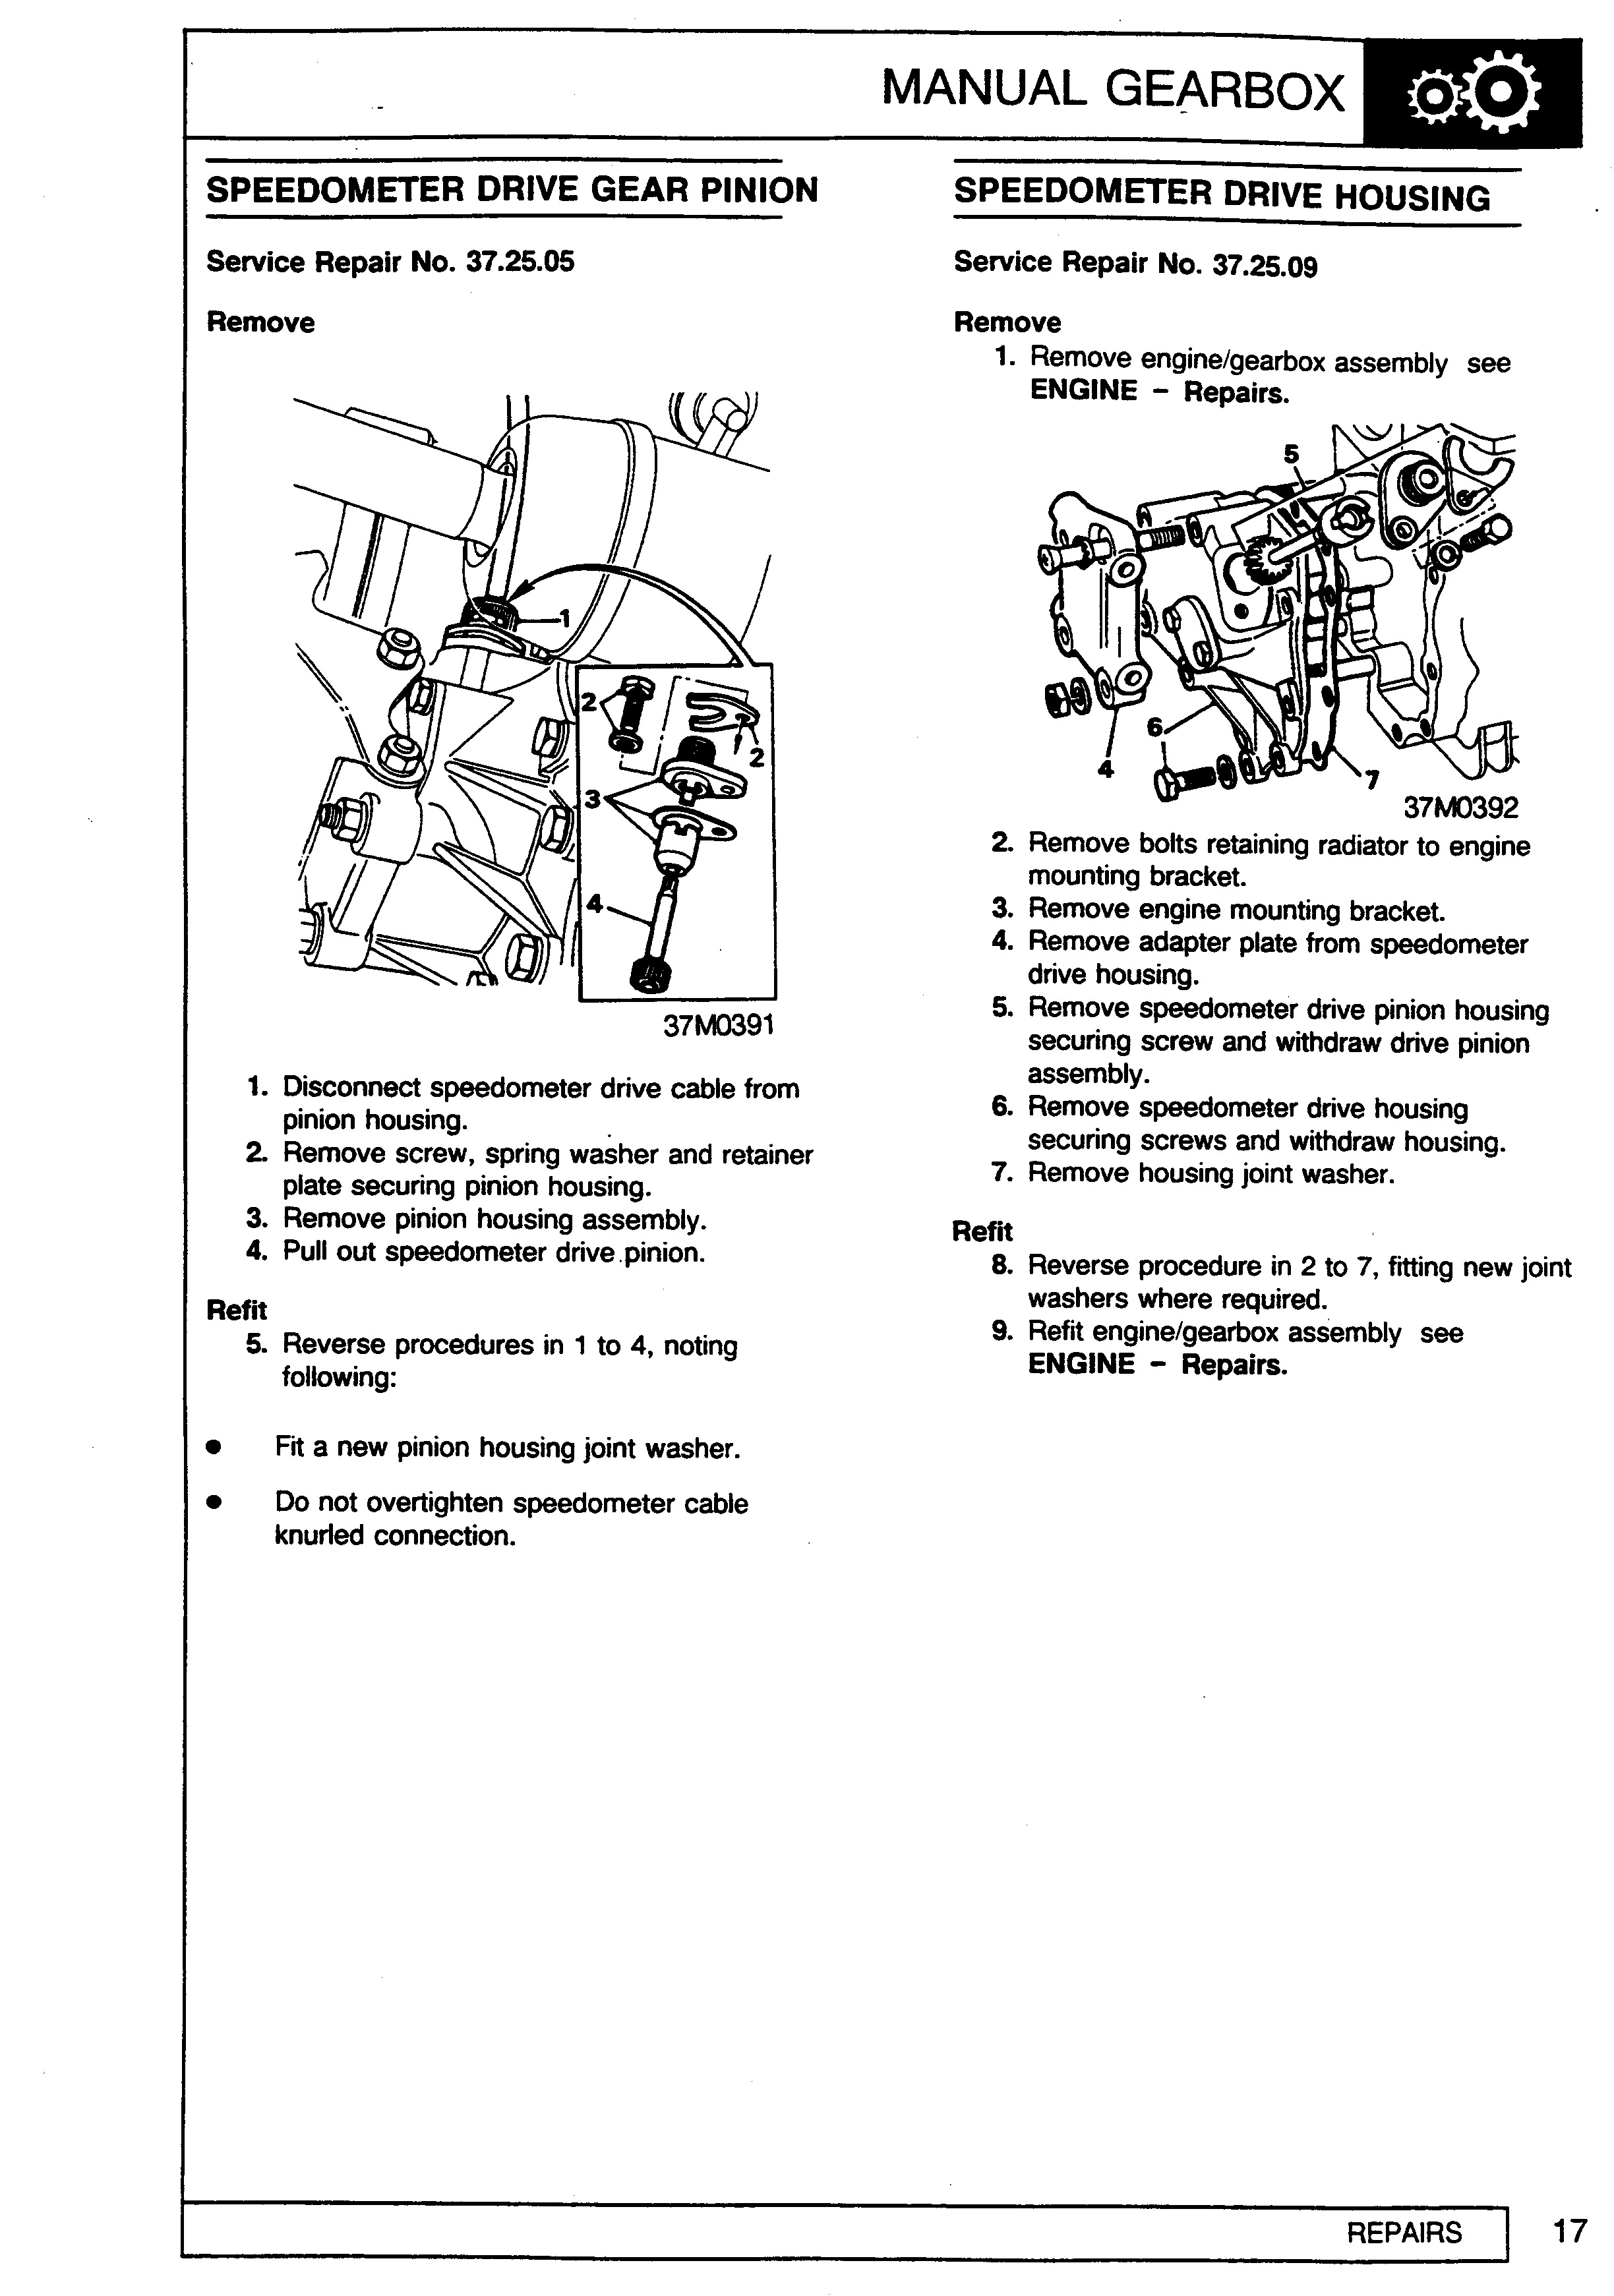 MANUAL GEARBOX
SPEEDOMETER DRIVE GEAR PINION
Service Repair No. 37.25.05
Remove
1
2
2
3
4
37M0391
1. Disconnect speedometer drive cable from
pinion housing.
2. Remove screw, spring washer and retainer
plate securing pinion housing.
3. Remove pinion housing assembly.
4. Pull out speedometer drive pinion.
Refit
5. Reverse procedures in 1 to 4, noting
following:
● Fit a new pinion housing joint washer.
● Do not overtighten speedometer cable
knurled connection.
SPEEDOMETER DRIVE HOUSING
Service Repair No. 37.25.09
Remove
1. Remove engine/gearbox assembly see
ENGINE - Repairs.
5
6
4
7
37M0392
2. Remove bolts retaining radiator to engine
mounting bracket.
3. Remove engine mounting bracket.
4. Remove adapter plate from speedometer
drive housing.
5. Remove speedometer drive pinion housing
securing screw and withdraw drive pinion
assembly.
6. Remove speedometer drive housing
securing screws and withdraw housing.
7. Remove housing joint washer.
Refit
8. Reverse procedure in 2 to 7, fitting new joint
washers where required.
9. Refit engine/gearbox assembly see
ENGINE - Repairs.
REPAIRS
17